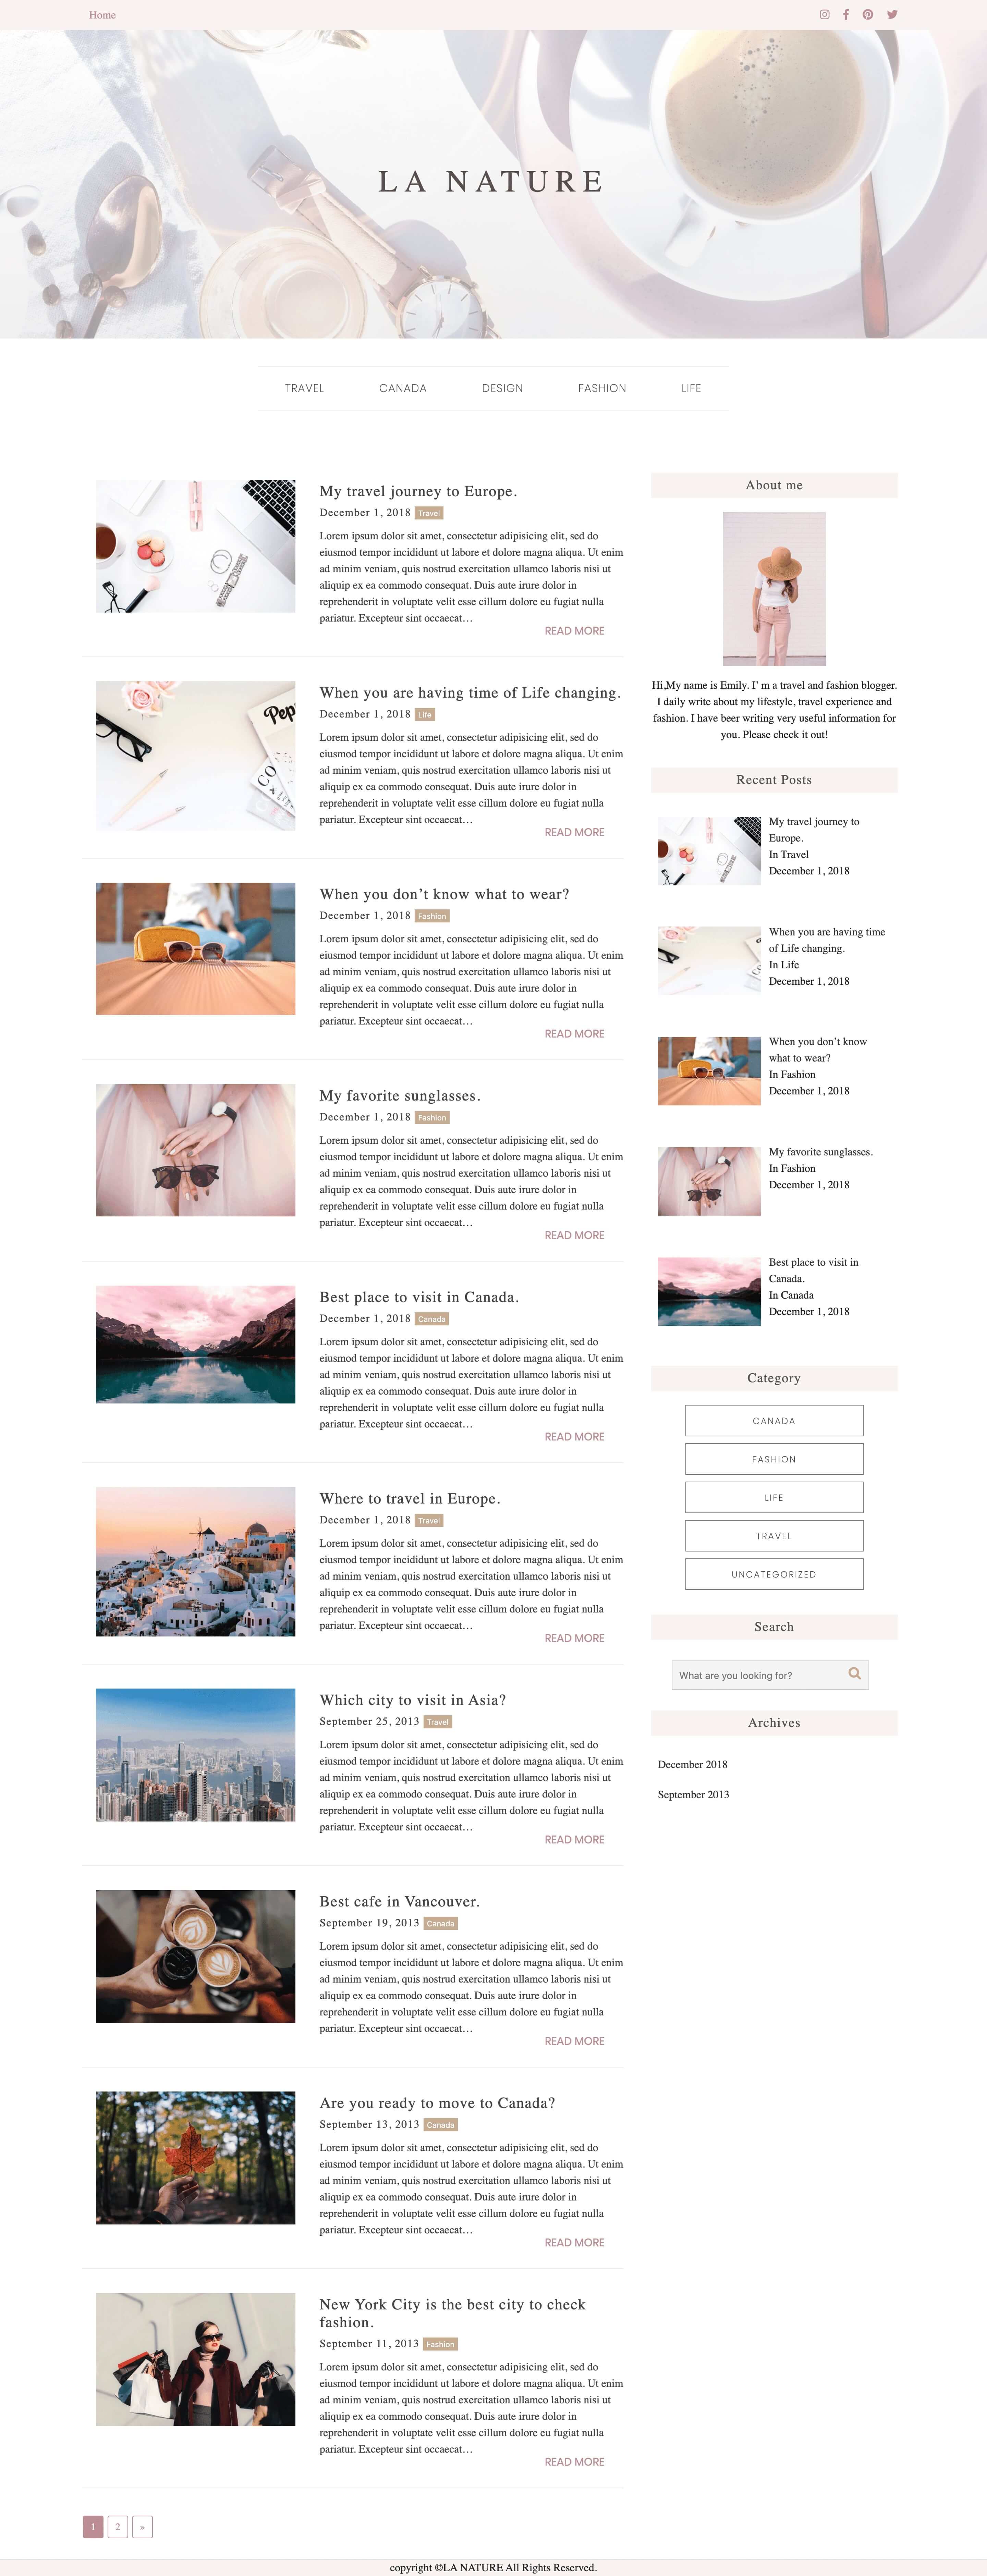 Home
LA NATURE
TRAVEL CANADA DESIGN FASHION LIFE
My travel journey to Europe.
December 1, 2018 Travel
Lorem ipsum dolor sit amet, consectetur adipisicing elit, sed do
eiusmod tempor incididunt ut labore et dolore magna aliqua. Ut enim
ad minim veniam, quis nostrud exercitation ullamco laboris nisi ut
aliquip ex ea commodo consequat. Duis aute irure dolor in
reprehenderit in voluptate velit esse cillum dolore eu fugiat nulla
pariatur. Excepteur sint occaecat…
READ MORE
Pep
CO
When you are having time of Life changing.
December 1, 2018 Life
Lorem ipsum dolor sit amet, consectetur adipisicing elit, sed do
eiusmod tempor incididunt ut labore et dolore magna aliqua. Ut enim
ad minim veniam, quis nostrud exercitation ullamco laboris nisi ut
aliquip ex ea commodo consequat. Duis aute irure dolor in
reprehenderit in voluptate velit esse cillum dolore eu fugiat nulla
pariatur. Excepteur sint occaecat…
READ MORE
When you don’t know what to wear?
December 1, 2018 Fashion
Lorem ipsum dolor sit amet, consectetur adipisicing elit, sed do
eiusmod tempor incididunt ut labore et dolore magna aliqua. Ut enim
ad minim veniam, quis nostrud exercitation ullamco laboris nisi ut
aliquip ex ea commodo consequat. Duis aute irure dolor in
reprehenderit in voluptate velit esse cillum dolore eu fugiat nulla
pariatur. Excepteur sint occaecat…
READ MORE
My favorite sunglasses.
December 1, 2018 Fashion
Lorem ipsum dolor sit amet, consectetur adipisicing elit, sed do
eiusmod tempor incididunt ut labore et dolore magna aliqua. Ut enim
ad minim veniam, quis nostrud exercitation ullamco laboris nisi ut
aliquip ex ea commodo consequat. Duis aute irure dolor in
reprehenderit in voluptate velit esse cillum dolore eu fugiat nulla
pariatur. Excepteur sint occaecat…
READ MORE
Best place to visit in Canada.
December 1, 2018 Canada
Lorem ipsum dolor sit amet, consectetur adipisicing elit, sed do
eiusmod tempor incididunt ut labore et dolore magna aliqua. Ut enim
ad minim veniam, quis nostrud exercitation ullamco laboris nisi ut
aliquip ex ea commodo consequat. Duis aute irure dolor in
reprehenderit in voluptate velit esse cillum dolore eu fugiat nulla
pariatur. Excepteur sint occaecat…
READ MORE
Where to travel in Europe.
December 1, 2018 Travel
Lorem ipsum dolor sit amet, consectetur adipisicing elit, sed do
eiusmod tempor incididunt ut labore et dolore magna aliqua. Ut enim
ad minim veniam, quis nostrud exercitation ullamco laboris nisi ut
aliquip ex ea commodo consequat. Duis aute irure dolor in
reprehenderit in voluptate velit esse cillum dolore eu fugiat nulla
pariatur. Excepteur sint occaecat…
READ MORE
Which city to visit in Asia?
September 25, 2013 Travel
Lorem ipsum dolor sit amet, consectetur adipisicing elit, sed do
eiusmod tempor incididunt ut labore et dolore magna aliqua. Ut enim
ad minim veniam, quis nostrud exercitation ullamco laboris nisi ut
aliquip ex ea commodo consequat. Duis aute irure dolor in
reprehenderit in voluptate velit esse cillum dolore eu fugiat nulla
pariatur. Excepteur sint occaecat…
READ MORE
Best cafe in Vancouver.
September 19, 2013 Canada
Lorem ipsum dolor sit amet, consectetur adipisicing elit, sed do
eiusmod tempor incididunt ut labore et dolore magna aliqua. Ut enim
ad minim veniam, quis nostrud exercitation ullamco laboris nisi ut
aliquip ex ea commodo consequat. Duis aute irure dolor in
reprehenderit in voluptate velit esse cillum dolore eu fugiat nulla
pariatur. Excepteur sint occaecat…
READ MORE
Are you ready to move to Canada?
September 13, 2013 Canada
Lorem ipsum dolor sit amet, consectetur adipisicing elit, sed do
eiusmod tempor incididunt ut labore et dolore magna aliqua. Ut enim
ad minim veniam, quis nostrud exercitation ullamco laboris nisi ut
aliquip ex ea commodo consequat. Duis aute irure dolor in
reprehenderit in voluptate velit esse cillum dolore eu fugiat nulla
pariatur. Excepteur sint occaecat…
READ MORE
New York City is the best city to check
fashion.
September 11, 2013 Fashion
Lorem ipsum dolor sit amet, consectetur adipisicing elit, sed do
eiusmod tempor incididunt ut labore et dolore magna aliqua. Ut enim
ad minim veniam, quis nostrud exercitation ullamco laboris nisi ut
aliquip ex ea commodo consequat. Duis aute irure dolor in
reprehenderit in voluptate velit esse cillum dolore eu fugiat nulla
pariatur. Excepteur sint occaecat…
READ MORE
1 2 »
About me
Hi,My name is Emily. I’ m a travel and fashion blogger.
I daily write about my lifestyle, travel experience and
fashion. I have beer writing very useful information for
you. Please check it out!
Recent Posts
My travel journey to
Europe.
In Travel
December 1, 2018
When you are having time
of Life changing.
In Life
December 1, 2018
When you don’t know
what to wear?
In Fashion
December 1, 2018
My favorite sunglasses.
In Fashion
December 1, 2018
Best place to visit in
Canada.
In Canada
December 1, 2018
Category
CANADA
FASHION
LIFE
TRAVEL
UNCATEGORIZED
Search
What are you looking for?
Archives
December 2018
September 2013
copyright ©LA NATURE All Rights Reserved.